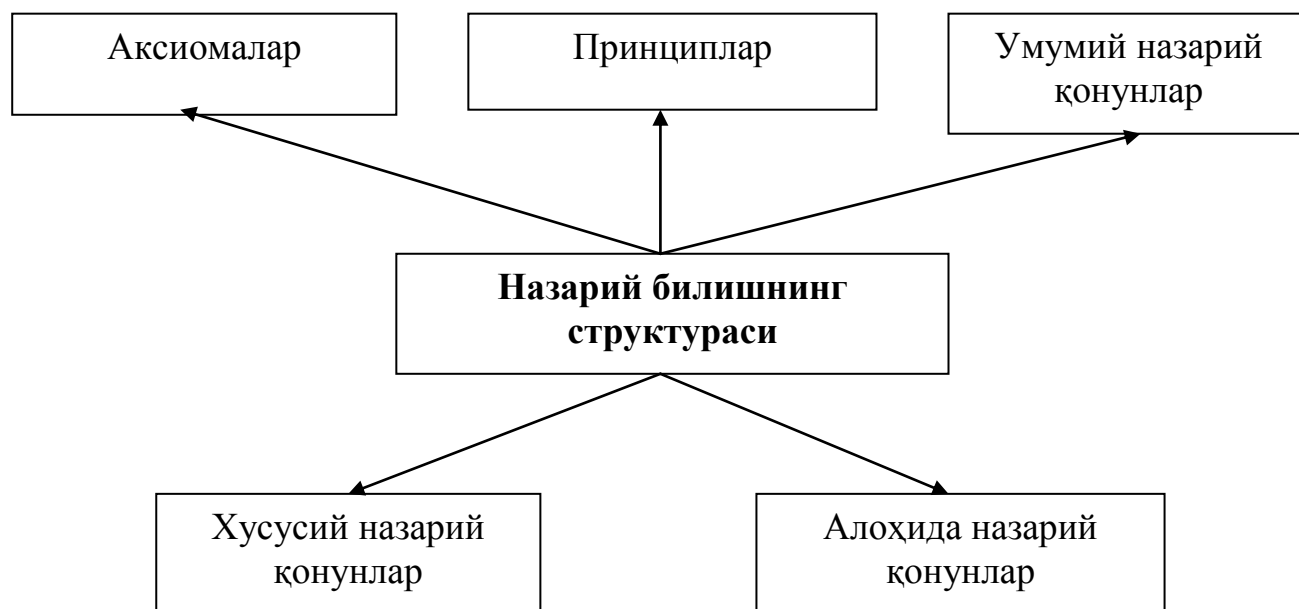 Аксиомалар
Принциплар
Умумий назарий
қонунлар
Назарий билишнинг
структураси
Хусусий назарий
қонунлар
Алоҳида назарий
қонунлар